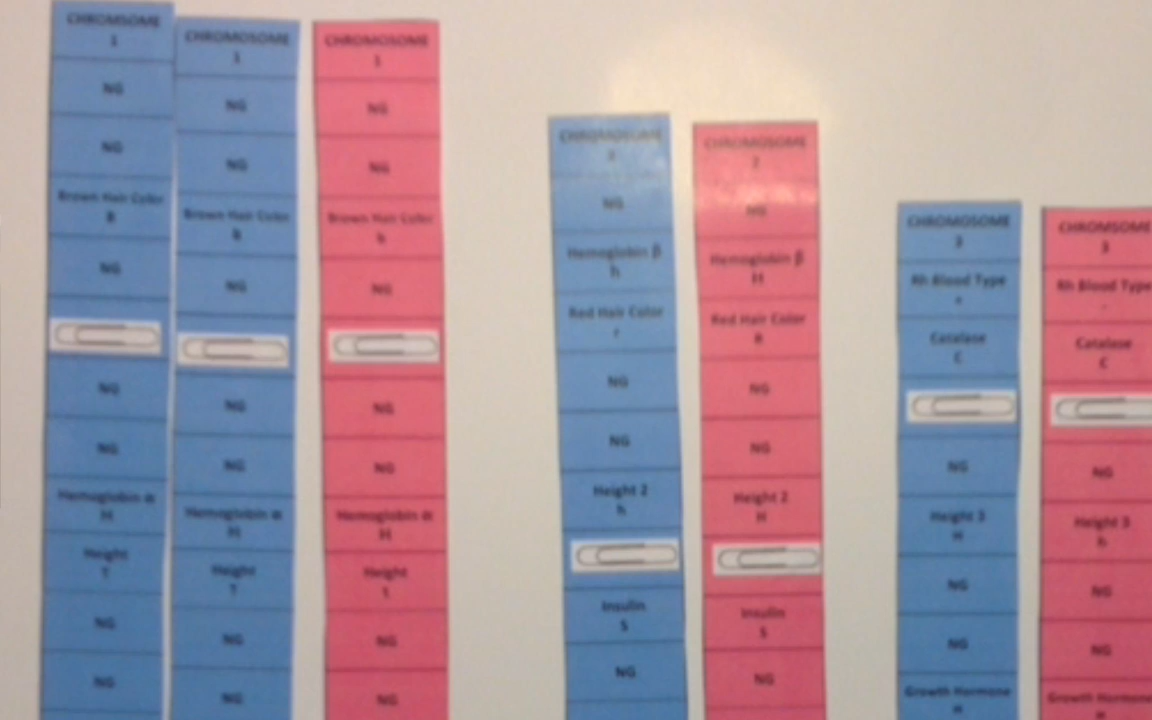 CHROMSOME
1
NG
NG
Brown Hair Color
B
NG
NG
NG
Hemoglobin α
H
Height
T
NG
NG
CHROMOSOME
1
NG
NG
Brown Hair Color
NG
NG
NG
Hemoglobin α
H
Height
T
NG
NG
CHROMOSOME
1
NG
NG
Brown Hair Color
b
NG
NG
NG
Hemoglobin α
H
Height
t
NG
NG
CHROMOSOME
2
NG
Hemoglobin β
h
Red Hair Color
r
NG
NG
Height 2
h
Insulin
S
NG
CHROMOSOME
2
NG
Hemoglobin β
H
Red Hair Color
R
NG
NG
Height 2
H
Insulin
S
NG
CHROMOSOME
3
Rh Blood Type
+
Catalase
C
NG
Height 3
H
NG
NG
Growth Hormone
CHROMSOME
3
Rh Blood Type
-
Catalase
C
NG
Height 3
h
NG
NG
Growth Hormone